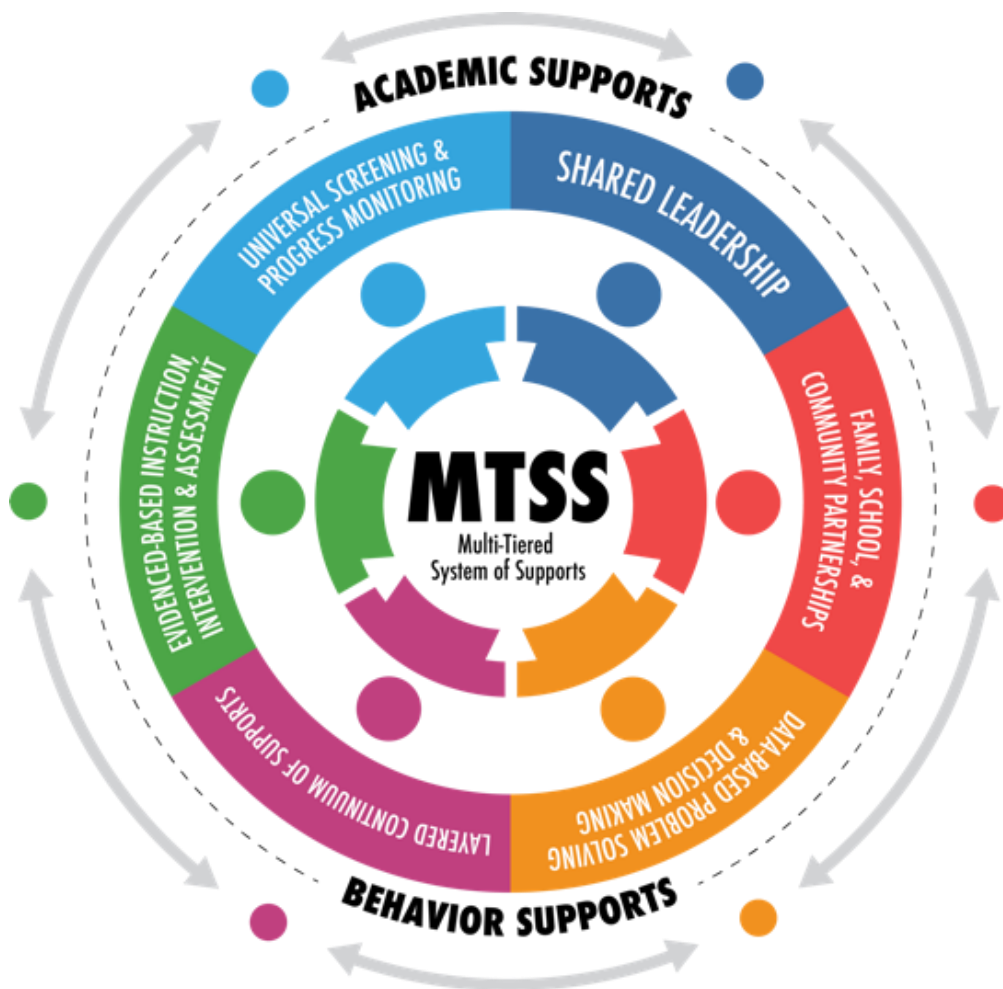 ACADEMIC SUPPORTS
UNIVERSAL SCREENING &
PROGRESS MONITORING
SHARED LEADERSHIP
EVIDENCED-BASED INSTRUCTION,
INTERVENTION & ASSESSMENT
MTSS
Multi-Tiered
System of Supports
FAMILY, SCHOOL, &
COMMUNITY PARTNERSHIPS
LAYERED CONTINUUM OF SUPPORTS
DATA-BASED PROBLEM SOLVING
& DECISION MAKING
BEHAVIOR SUPPORTS